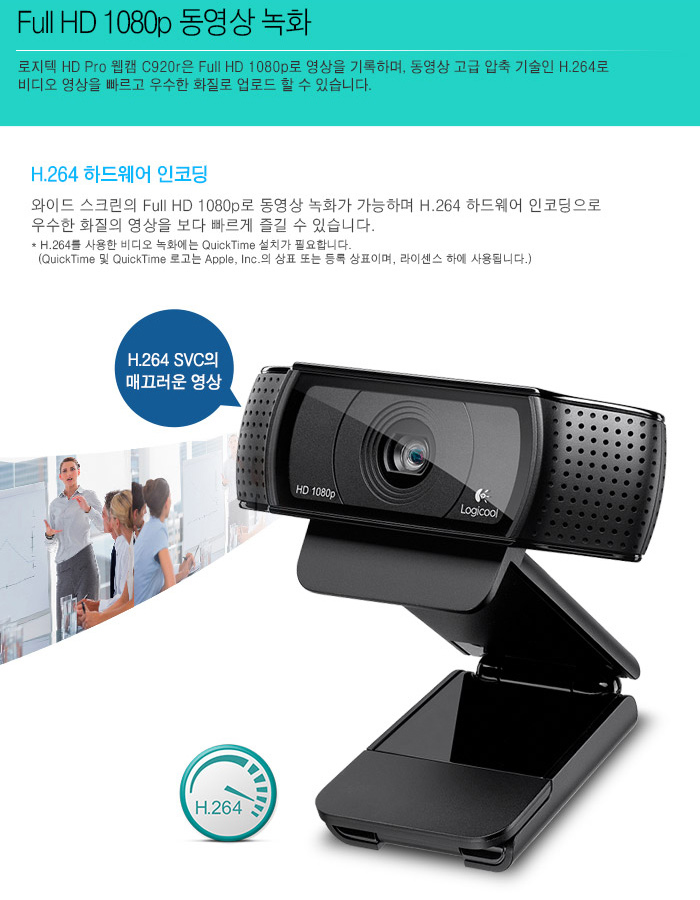 Full HD 1080p 동영상 녹화
로지텍 HD Pro 웹캠 C920r은 Full HD 1080p로 영상을 기록하며, 동영상 고급 압축 기술인 H.264로
비디오 영상을 빠르고 우수한 화질로 업로드 할 수 있습니다.
H.264 하드웨어 인코딩
와이드 스크린의 Full HD 1080p로 동영상 녹화가 가능하며 H.264 하드웨어 인코딩으로
우수한 화질의 영상을 보다 빠르게 즐길 수 있습니다.
* H.264를 사용한 비디오 녹화에는 QuickTime 설치가 필요합니다.
(QuickTime 및 QuickTime 로고는 Apple, Inc.의 상표 또는 등록 상표이며, 라이센스 하에 사용됩니다.)
H.264 SVC의
매끄러운 영상
HD 1080p
Logicool
H.264